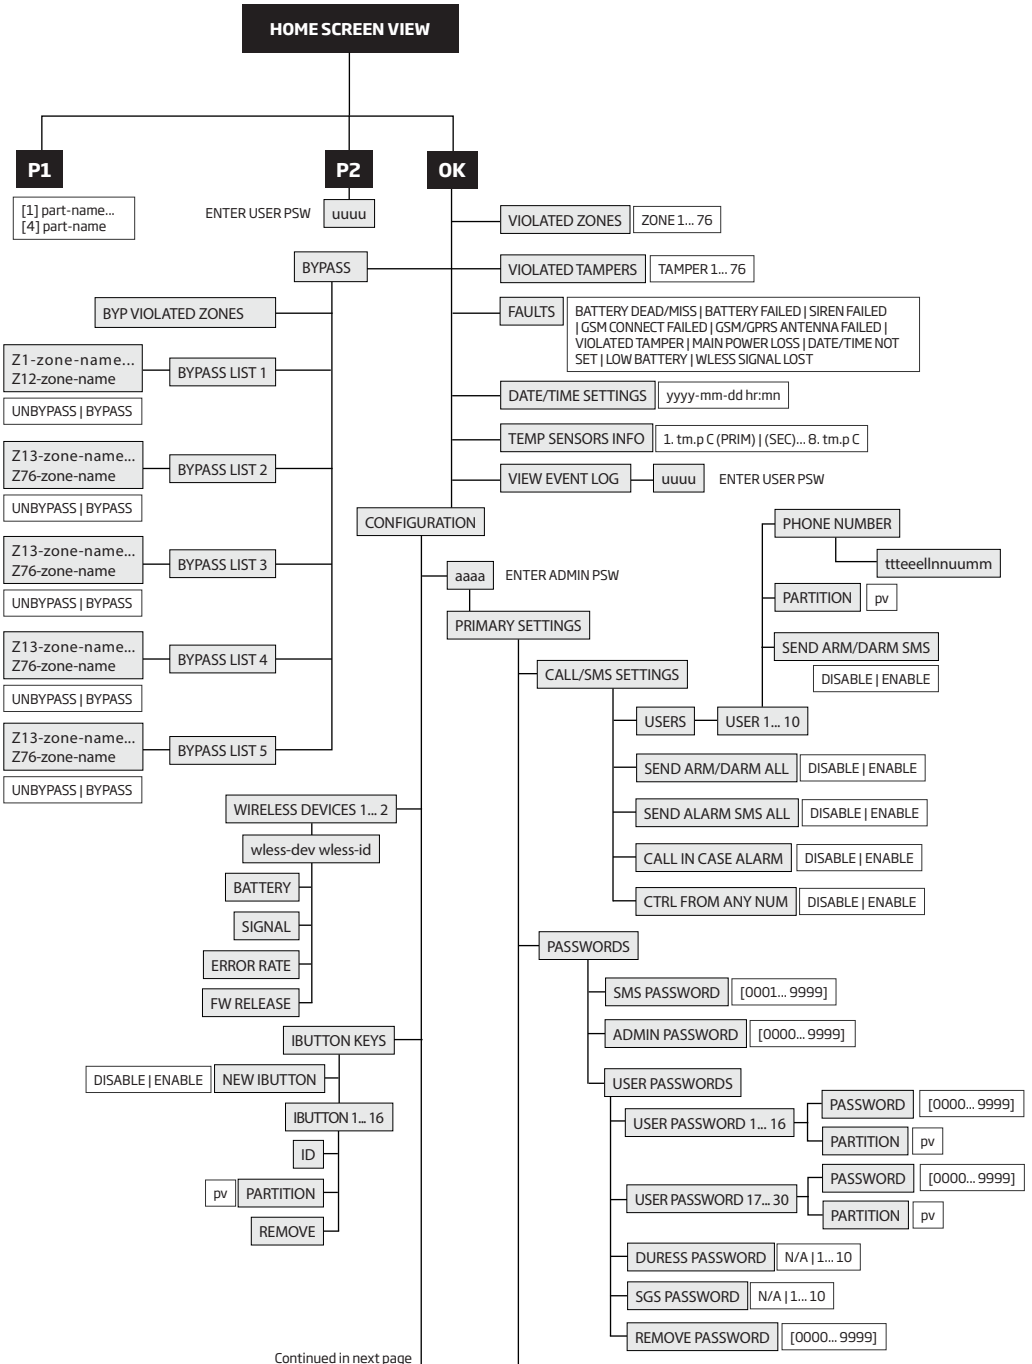 HOME SCREEN VIEW
P1
P2
OK
[1] part-name...
[4] part-name
ENTER USER PSW
uuuu
VIOLATED ZONES
ZONE 1... 76
BYPASS
VIOLATED TAMPERS
TAMPER 1... 76
BYP VIOLATED ZONES
FAULTS
BATTERY DEAD/MISS | BATTERY FAILED | SIREN FAILED
| GSM CONNECT FAILED | GSM/GPRS ANTENNA FAILED |
VIOLATED TAMPER | MAIN POWER LOSS | DATE/TIME NOT
SET | LOW BATTERY | WLESS SIGNAL LOST
Z1-zone-name...
Z12-zone-name
BYPASS LIST 1
UNBYPASS | BYPASS
DATE/TIME SETTINGS
yyyy-mm-dd hr:mn
TEMP SENSORS INFO
1. tm.p C (PRIM) | (SEC)... 8. tm.p C
Z13-zone-name...
Z76-zone-name
BYPASS LIST 2
UNBYPASS | BYPASS
VIEW EVENT LOG
uuuu
ENTER USER PSW
CONFIGURATION
PHONE NUMBER
ttteeellnnuumm
Z13-zone-name...
Z76-zone-name
BYPASS LIST 3
UNBYPASS | BYPASS
aaaa
ENTER ADMIN PSW
PARTITION
pv
PRIMARY SETTINGS
Z13-zone-name...
Z76-zone-name
BYPASS LIST 4
UNBYPASS | BYPASS
SEND ARM/DARM SMS
DISABLE | ENABLE
CALL/SMS SETTINGS
USERS
USER 1... 10
Z13-zone-name...
Z76-zone-name
BYPASS LIST 5
UNBYPASS | BYPASS
SEND ARM/DARM ALL
DISABLE | ENABLE
WIRELESS DEVICES 1... 2
SEND ALARM SMS ALL
DISABLE | ENABLE
wless-dev wless-id
CALL IN CASE ALARM
DISABLE | ENABLE
BATTERY
CTRL FROM ANY NUM
DISABLE | ENABLE
SIGNAL
PASSWORDS
ERROR RATE
FW RELEASE
SMS PASSWORD
[0001... 9999]
IBUTTON KEYS
ADMIN PASSWORD
[0000... 9999]
DISABLE | ENABLE
NEW IBUTTON
USER PASSWORDS
IBUTTON 1... 16
USER PASSWORD 1... 16
PASSWORD
[0000... 9999]
PARTITION
pv
ID
pv
PARTITION
USER PASSWORD 17... 30
PASSWORD
[0000... 9999]
PARTITION
pv
REMOVE
DURESS PASSWORD
N/A | 1... 10
SGS PASSWORD
N/A | 1... 10
REMOVE PASSWORD
[0000... 9999]
Continued in next page